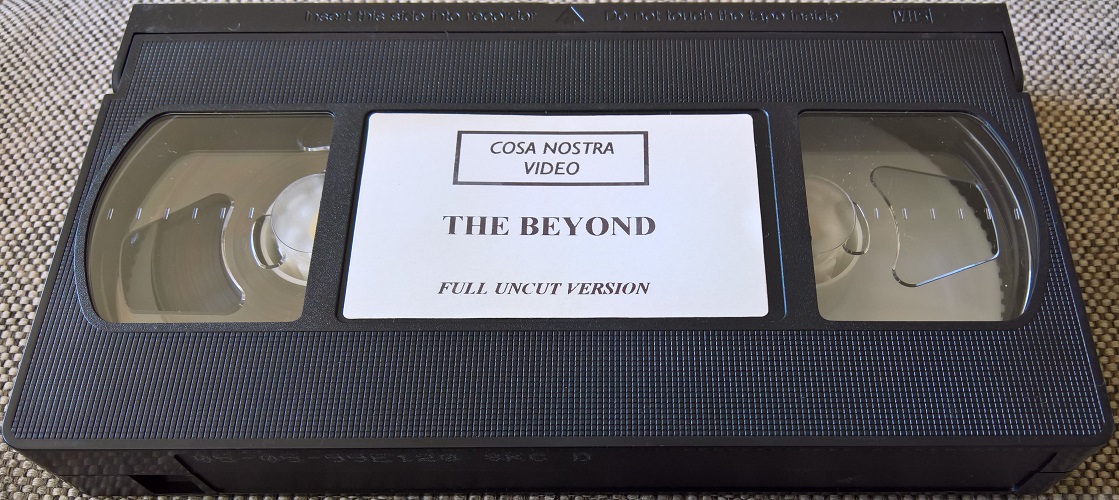 Insert this side into recorder Do not touch the tape inside VHS
COSA NOSTRA
VIDEO
THE BEYOND
FULL UNCUT VERSION